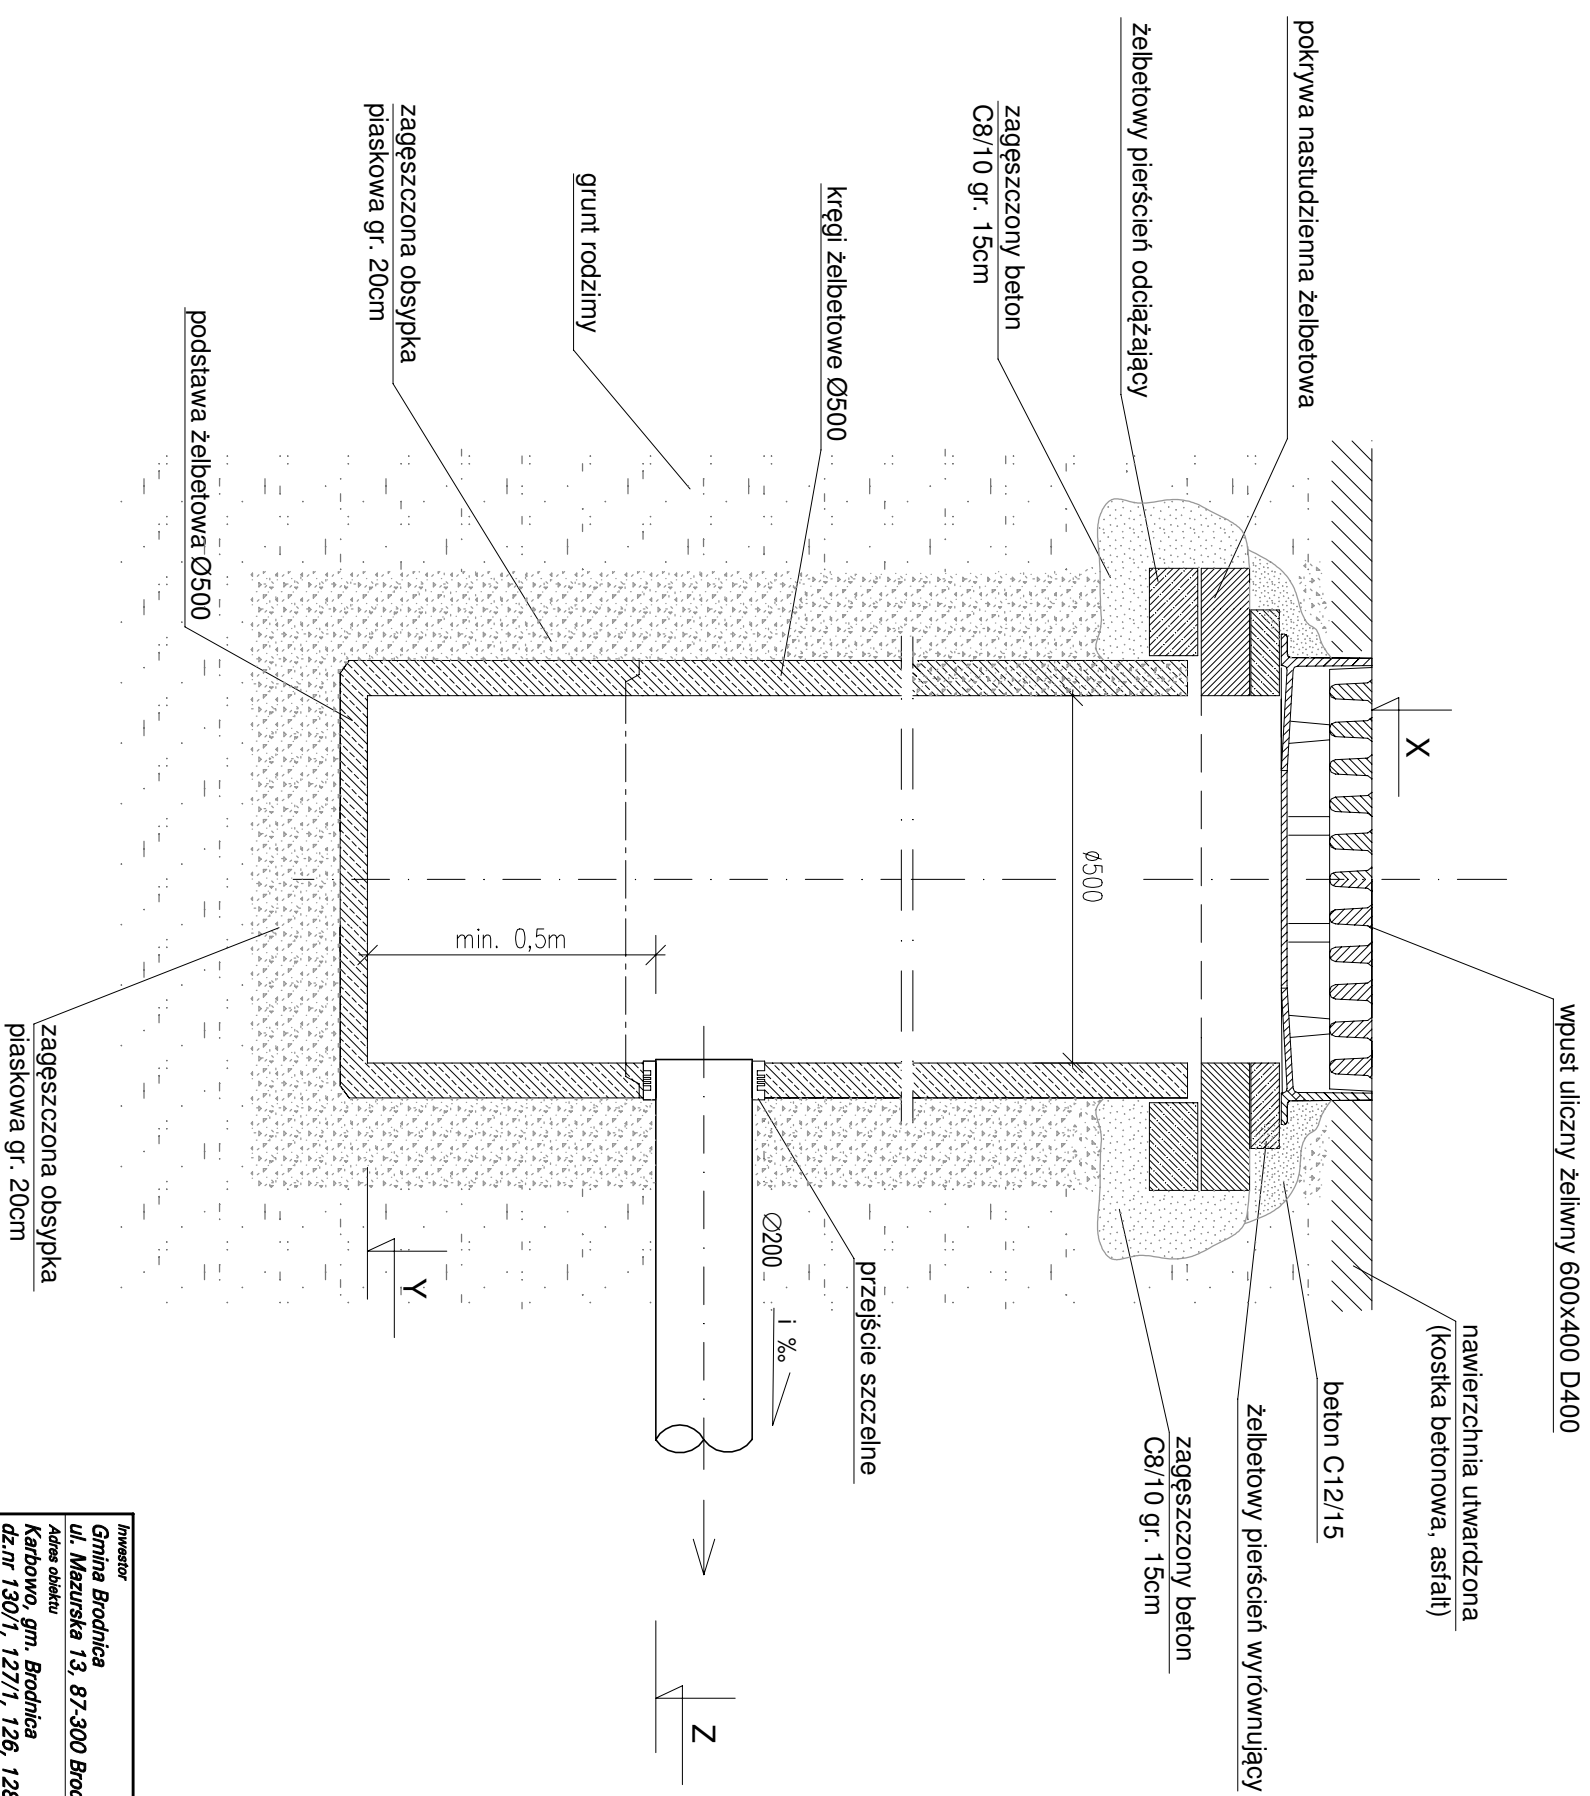 wpust uliczny żeliwny 600x400 D400
nawierzchnia utwardzona
(kostka betonowa, asfalt)
beton C12/15
żelbetowy pierścień wyrównujący
zagęszczony beton
C8/10 gr. 15cm
przejście szczelne
pokrywa nastudzienna żelbetowa
żelbetowy pierścień odciążający
zagęszczony beton
C8/10 gr. 15cm
kręgi żelbetowe Ø500
grunt rodzimy
zagęszczona obsypka
piaskowa gr. 20cm
podstawa żelbetowa Ø500
zagęszczona obsypka
piaskowa gr. 20cm
X
Ø500
min. 0,5m
Ø200
i ‰
Y
Z
Inwestor
Gmina Brodnica
ul. Mazurska 13, 87-300 Brod
Adres obiektu
Karbowo, gm. Brodnica
dz.nr 130/1, 127/1, 126, 128